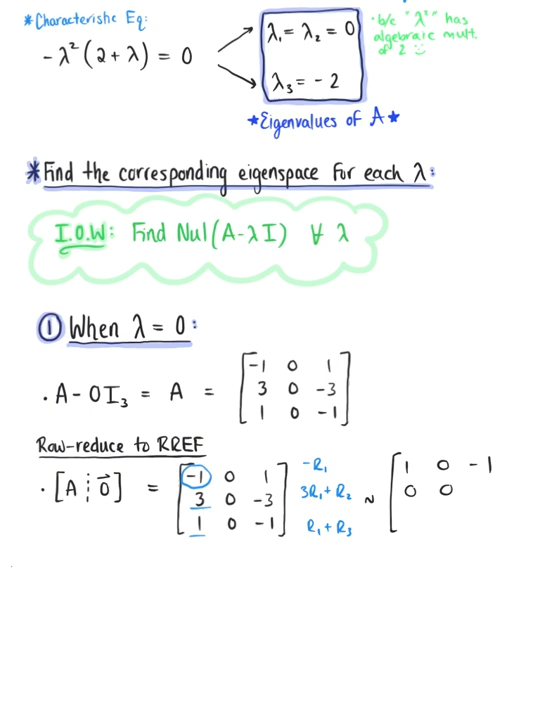 *Characteristic Eq:
-λ²(2+λ) = 0
λ₁ = λ₂ = 0
λ₃ = -2
·b/c "λ²" has
algebraic mult.
of 2 :)
*Eigenvalues of A*
*Find the corresponding eigenspace for each λ:
I.O.W: Find Nul(A-λI) ∀ λ
① When λ = 0:
· A - 0I₃ = A = [-1 0 1
3 0 -3
1 0 -1]
Row-reduce to RREF
· [A ⋮ 0⃗] = [-1 0 1
3 0 -3
1 0 -1]
-R₁
3R₁+R₂
R₁+R₃
~ [1 0 -1
0 0